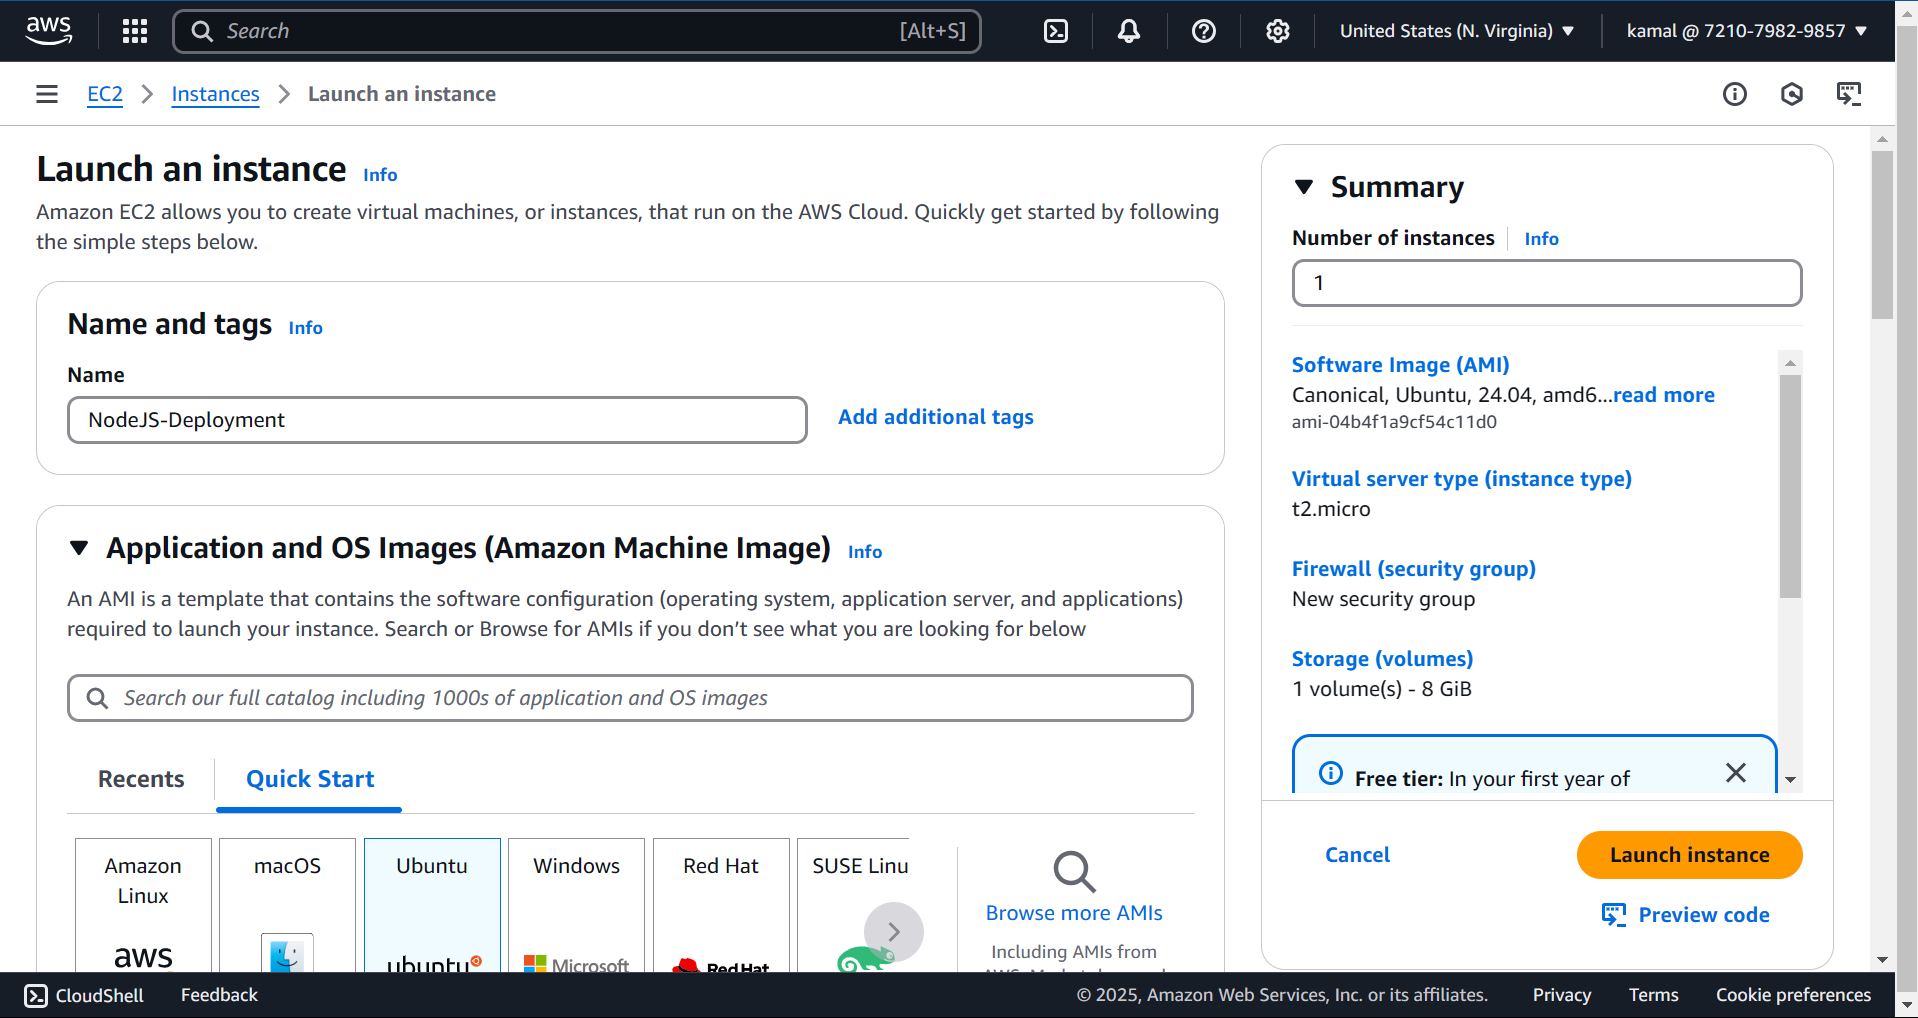 aws
Search
[Alt+S]
United States (N. Virginia)
kamal @ 7210-7982-9857
EC2
Instances
Launch an instance
Launch an instance
Info
Amazon EC2 allows you to create virtual machines, or instances, that run on the AWS Cloud. Quickly get started by following
the simple steps below.
Name and tags
Info
Name
NodeJS-Deployment
Add additional tags
Application and OS Images (Amazon Machine Image)
Info
An AMI is a template that contains the software configuration (operating system, application server, and applications)
required to launch your instance. Search or Browse for AMIs if you don’t see what you are looking for below
Search our full catalog including 1000s of application and OS images
Recents
Quick Start
Amazon
Linux
aws
macOS
Ubuntu
ubuntu
Windows
Microsoft
Red Hat
Red Hat
SUSE Linu
Browse more AMIs
Including AMIs from
Summary
Number of instances
Info
1
Software Image (AMI)
Canonical, Ubuntu, 24.04, amd6...read more
ami-04b4f1a9cf54c11d0
Virtual server type (instance type)
t2.micro
Firewall (security group)
New security group
Storage (volumes)
1 volume(s) - 8 GiB
Free tier: In your first year of
Cancel
Launch instance
Preview code
CloudShell
Feedback
© 2025, Amazon Web Services, Inc. or its affiliates.
Privacy
Terms
Cookie preferences